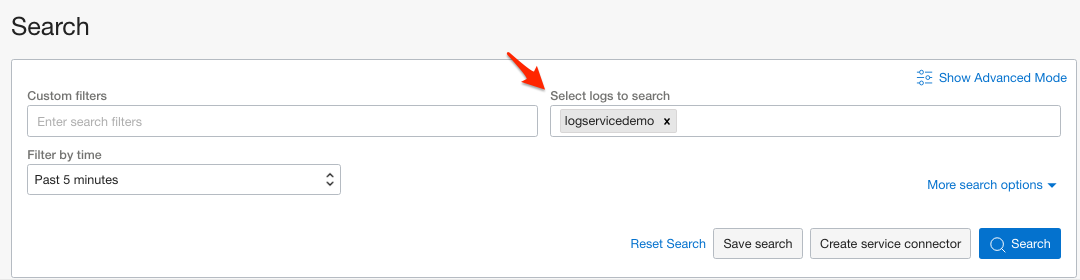 Search
Show Advanced Mode
Custom filters
Select logs to search
Enter search filters
logservicedemo x
Filter by time
Past 5 minutes
More search options
Reset Search
Save search
Create service connector
Search